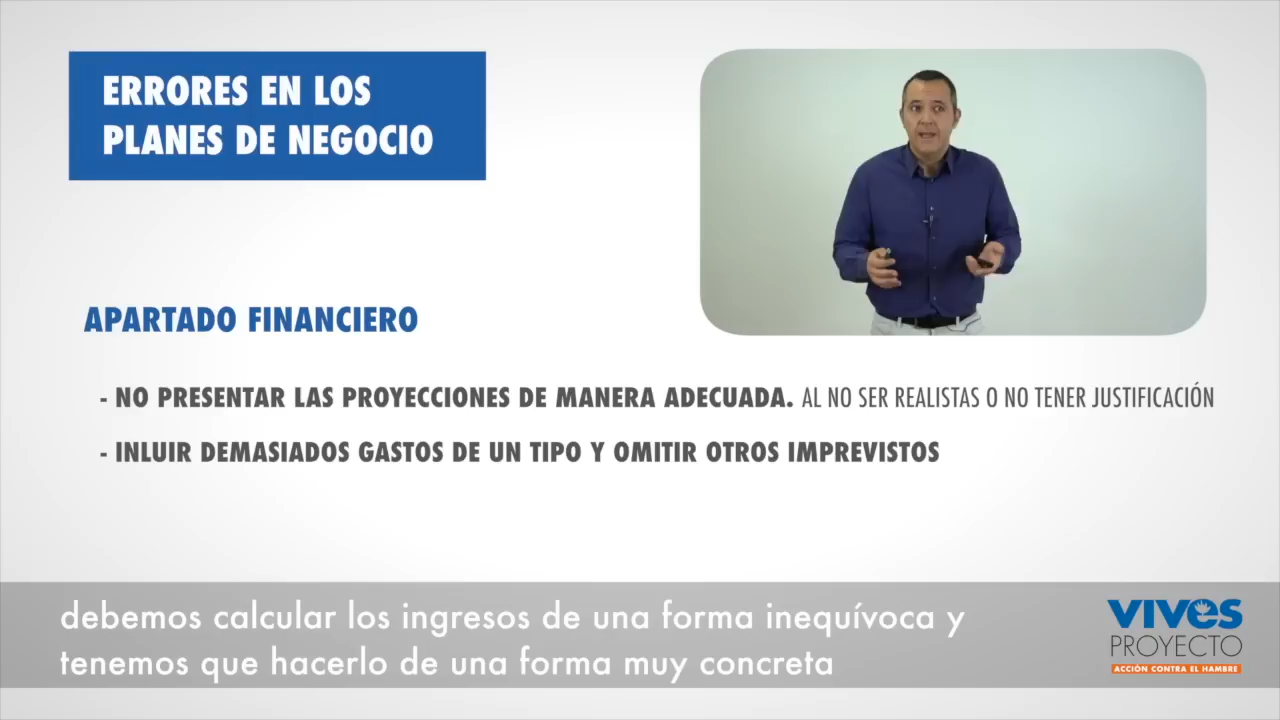 ERRORES EN LOS
PLANES DE NEGOCIO
APARTADO FINANCIERO
- NO PRESENTAR LAS PROYECCIONES DE MANERA ADECUADA. AL NO SER REALISTAS O NO TENER JUSTIFICACIÓN
- INLUIR DEMASIADOS GASTOS DE UN TIPO Y OMITIR OTROS IMPREVISTOS
debemos calcular los ingresos de una forma inequívoca y
tenemos que hacerlo de una forma muy concreta
VIVES
PROYECTO
ACCIÓN CONTRA EL HAMBRE